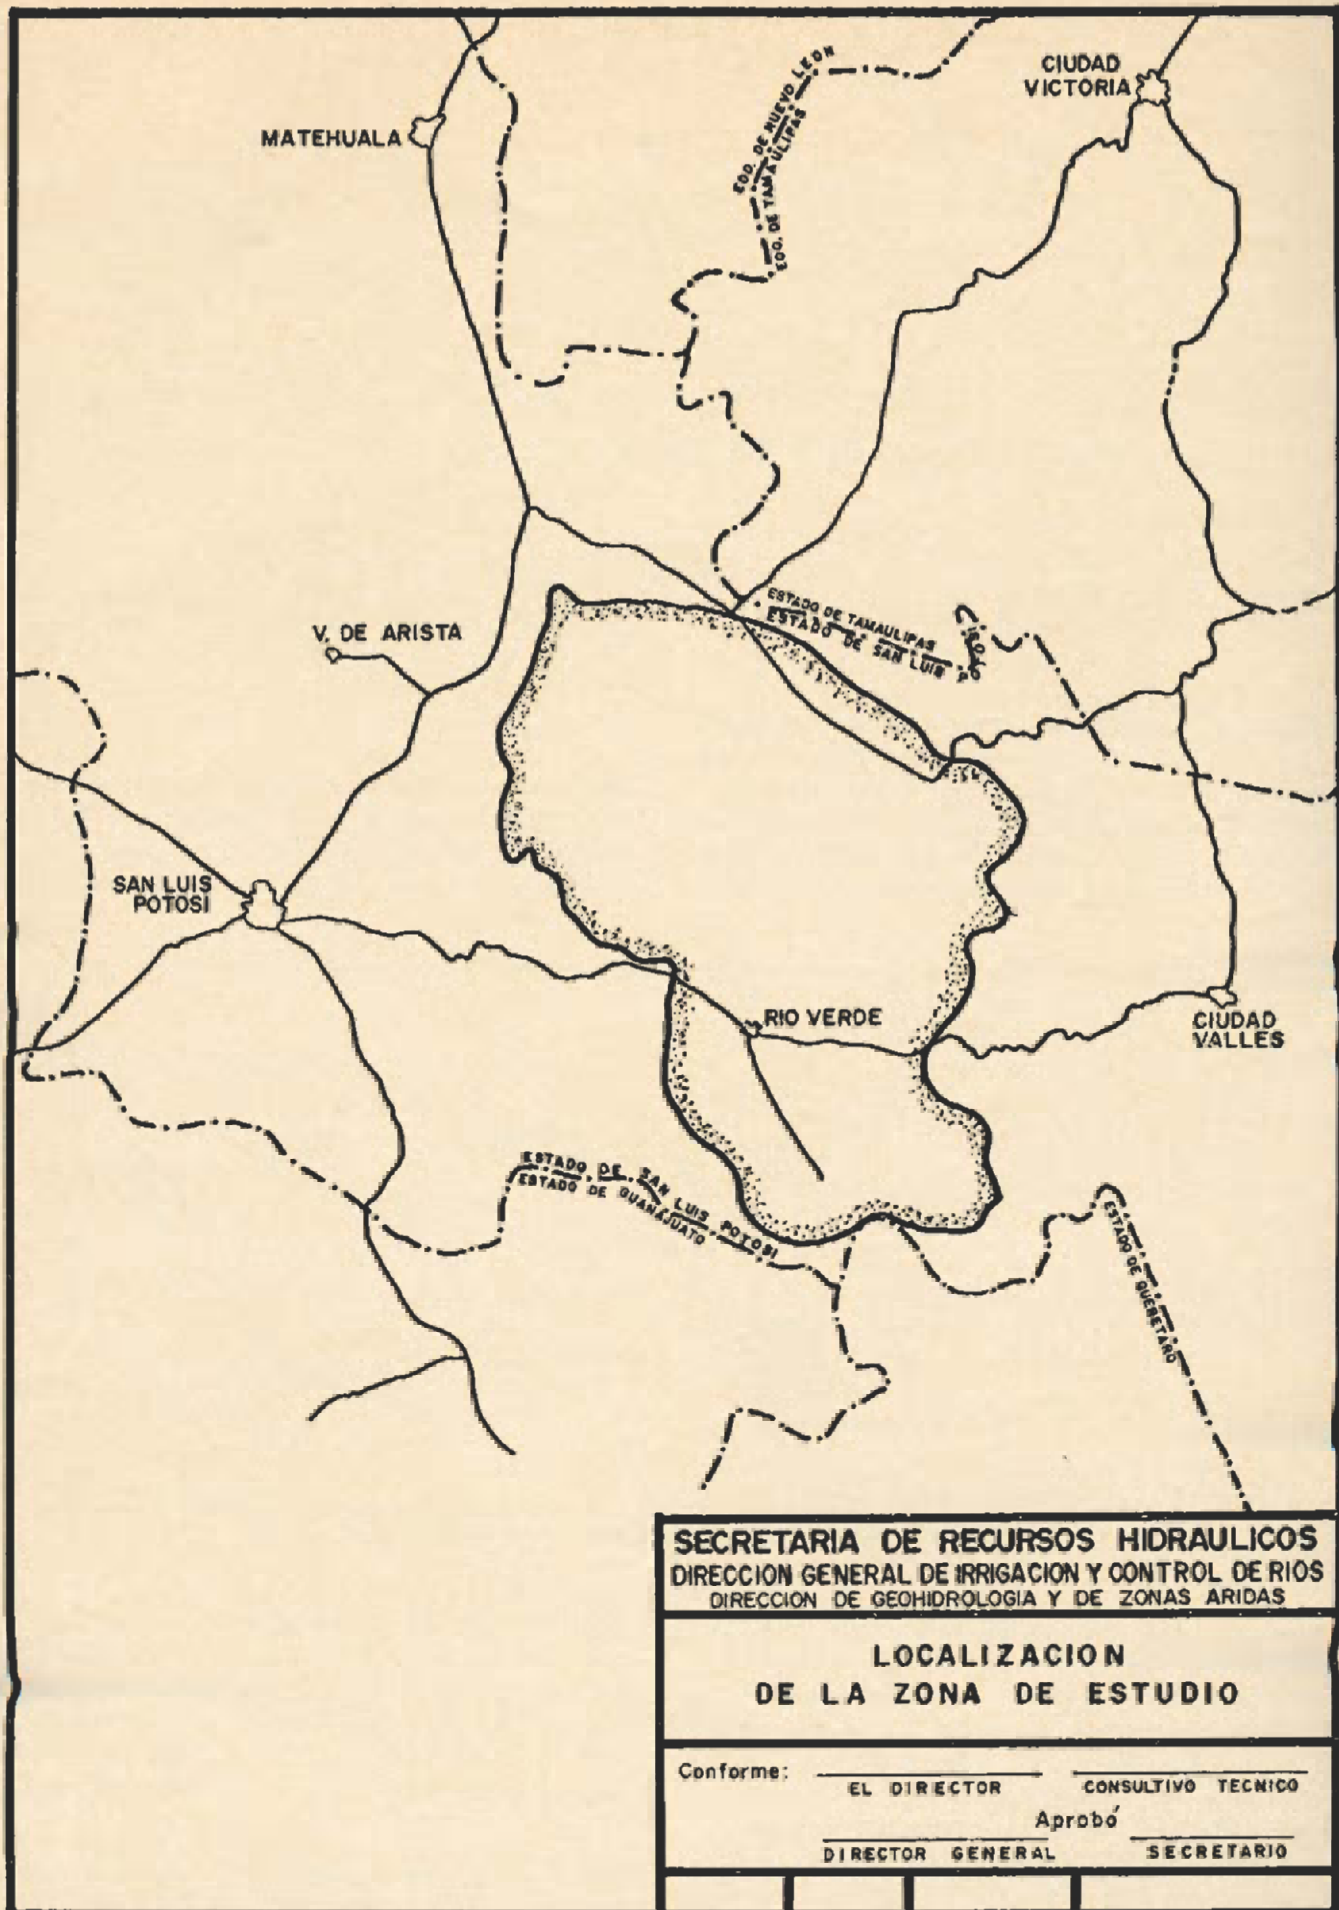 CIUDAD
VICTORIA
MATEHUALA
EDO. DE NUEVO LEON
EDO. DE TAMAULIPAS
ESTADO DE TAMAULIPAS
ESTADO DE SAN LUIS
V. DE ARISTA
SAN LUIS
POTOSI
RIO VERDE
CIUDAD
VALLES
ESTADO DE SAN LUIS POTOSI
ESTADO DE GUANAJUATO
ESTADO DE QUERETARO
SECRETARIA DE RECURSOS HIDRAULICOS
DIRECCION GENERAL DE IRRIGACION Y CONTROL DE RIOS
DIRECCION DE GEOHIDROLOGIA Y DE ZONAS ARIDAS
LOCALIZACION
DE LA ZONA DE ESTUDIO
Conforme:
EL DIRECTOR CONSULTIVO TECNICO
Aprobó
DIRECTOR GENERAL SECRETARIO